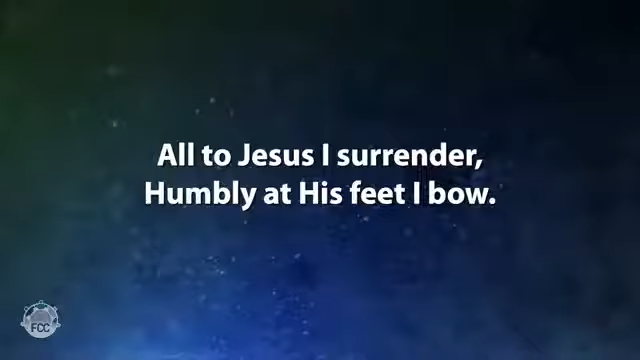 All to Jesus I surrender,
Humbly at His feet I bow.
FCC